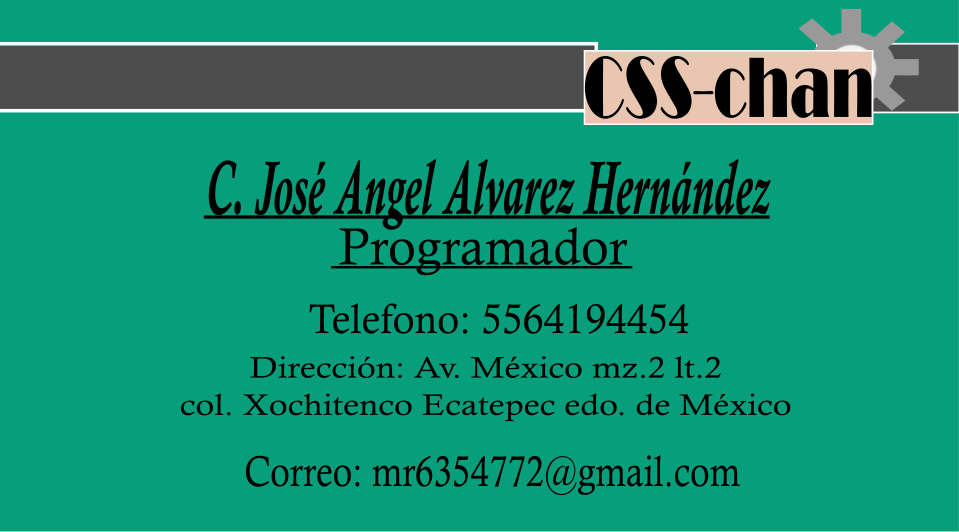 CSS-chan
C. José Angel Alvarez Hernández
Programador
Telefono: 5564194454
Dirección: Av. México mz.2 lt.2
col. Xochitenco Ecatepec edo. de México
Correo: mr6354772@gmail.com